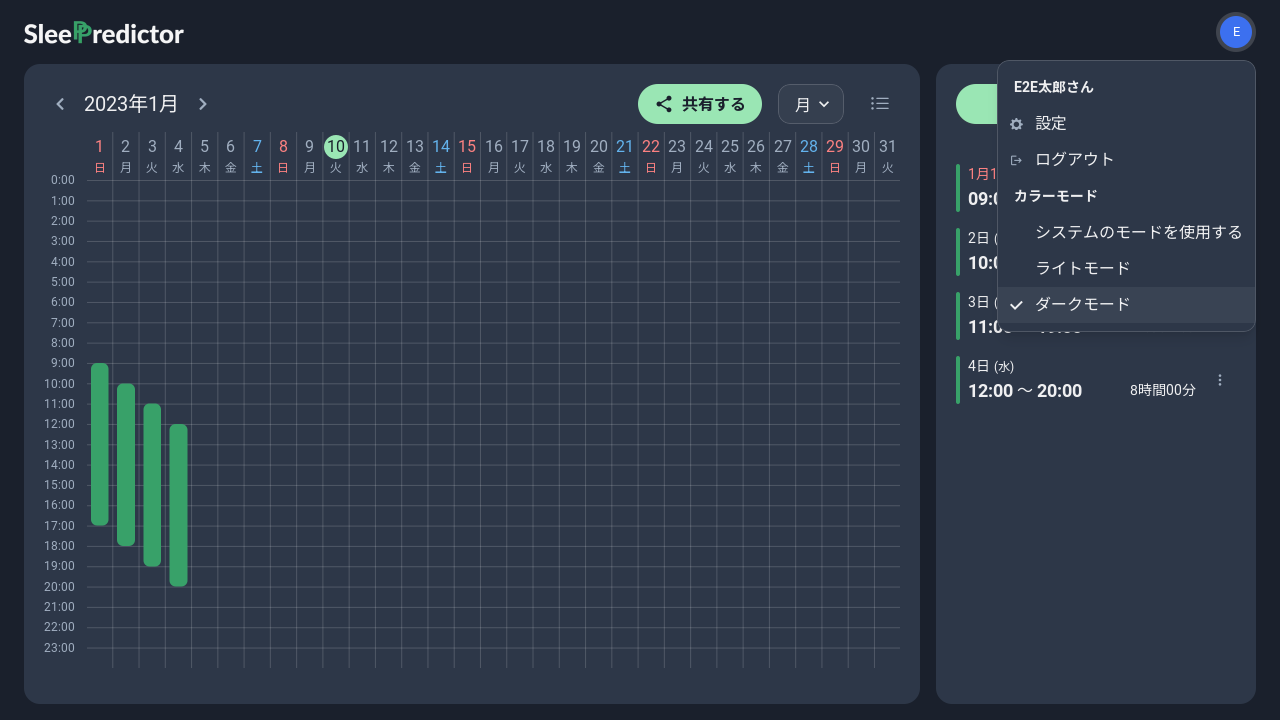 SleePredictor
E
2023年1月
共有する
月
1 2 3 4 5 6 7 8 9 10 11 12 13 14 15 16 17 18 19 20 21 22 23 24 25 26 27 28 29 30 31
日 月 火 水 木 金 土 日 月 火 水 木 金 土 日 月 火 水 木 金 土 日 月 火 水 木 金 土 日 月 火
0:00
1:00
2:00
3:00
4:00
5:00
6:00
7:00
8:00
9:00
10:00
11:00
12:00
13:00
14:00
15:00
16:00
17:00
18:00
19:00
20:00
21:00
22:00
23:00
E2E太郎さん
設定
ログアウト
カラーモード
システムのモードを使用する
ライトモード
ダークモード
1月1
09:0
2日 (
10:0
3日 (
11:0
4日 (水)
12:00 〜 20:00
8時間00分